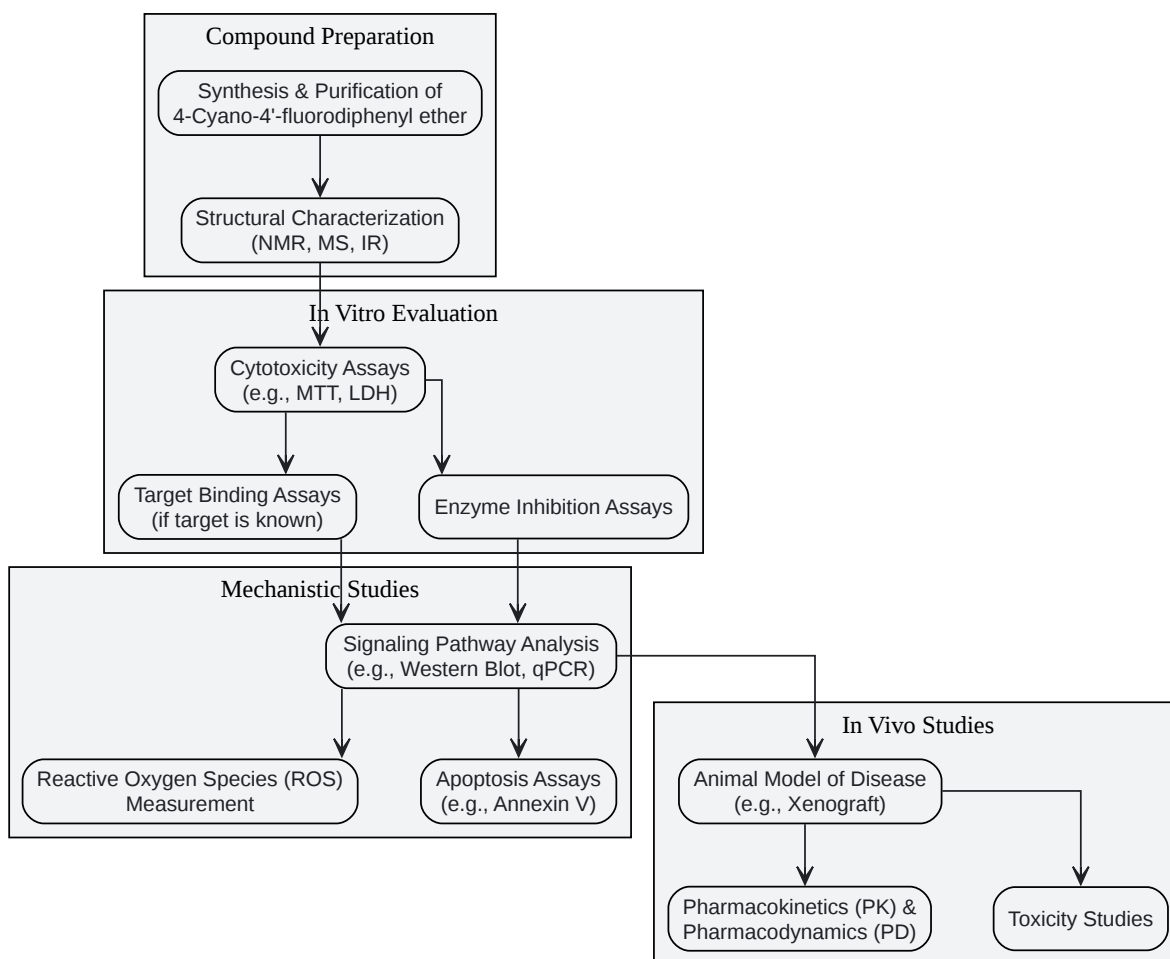 Compound Preparation
Synthesis & Purification of
4-Cyano-4'-fluorodiphenyl ether
Structural Characterization
(NMR, MS, IR)
In Vitro Evaluation
Cytotoxicity Assays
(e.g., MTT, LDH)
Target Binding Assays
(if target is known)
Enzyme Inhibition Assays
Mechanistic Studies
Signaling Pathway Analysis
(e.g., Western Blot, qPCR)
Reactive Oxygen Species (ROS)
Measurement
Apoptosis Assays
(e.g., Annexin V)
In Vivo Studies
Animal Model of Disease
(e.g., Xenograft)
Pharmacokinetics (PK) &
Pharmacodynamics (PD)
Toxicity Studies